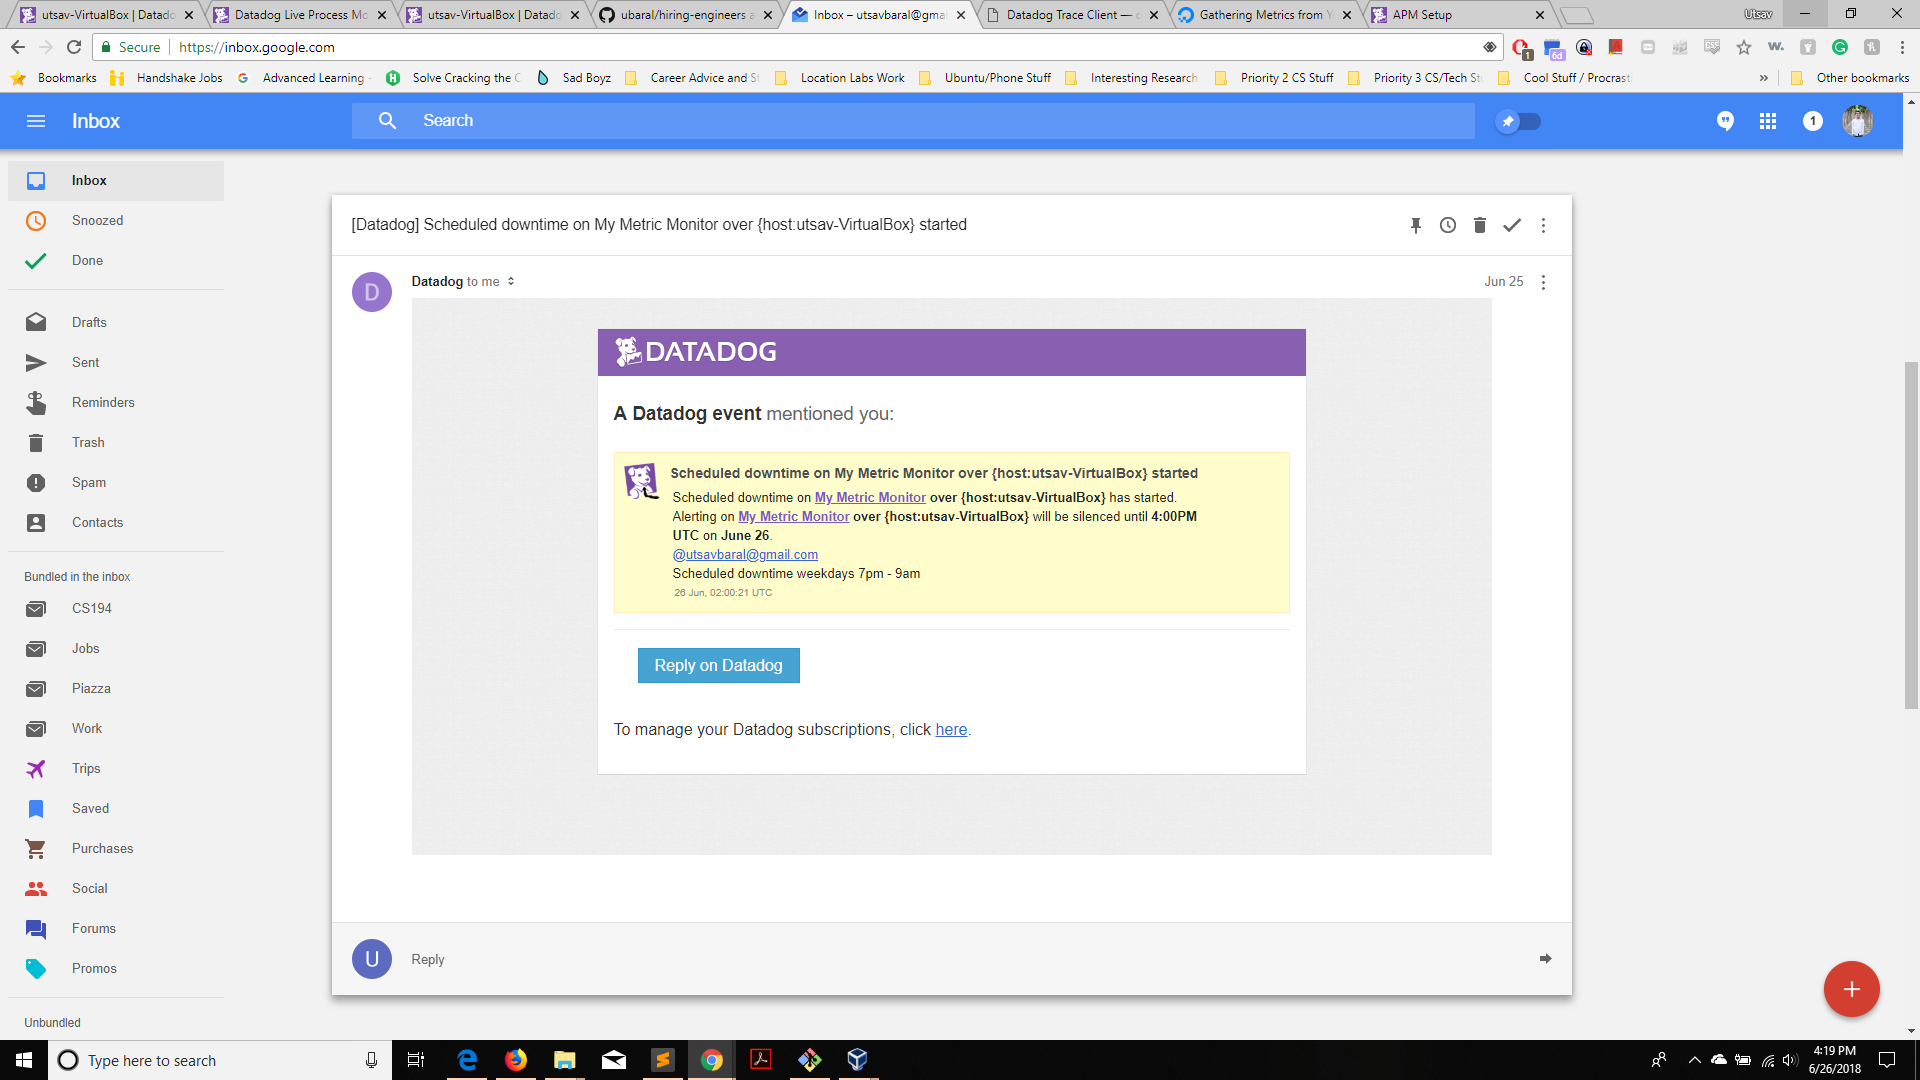 utsav-VirtualBox | Datado
Datadog Live Process Mo
utsav-VirtualBox | Datado
ubaral/hiring-engineers a
Inbox – utsavbaral@gmai
Datadog Trace Client — d
Gathering Metrics from Y
APM Setup
Utsav
Secure
https://inbox.google.com
1
6d
Bookmarks
Handshake Jobs
Advanced Learning
Solve Cracking the C
Sad Boyz
Career Advice and St
Location Labs Work
Ubuntu/Phone Stuff
Interesting Research
Priority 2 CS Stuff
Priority 3 CS/Tech St
Cool Stuff / Procrast
»
Other bookmarks
Inbox
Search
1
Inbox
Snoozed
Done
Drafts
Sent
Reminders
Trash
Spam
Contacts
Bundled in the inbox
CS194
Jobs
Piazza
Work
Trips
Saved
Purchases
Social
Forums
Promos
Unbundled
[Datadog] Scheduled downtime on My Metric Monitor over {host:utsav-VirtualBox} started
D
Datadog to me
Jun 25
DATADOG
A Datadog event mentioned you:
Scheduled downtime on My Metric Monitor over {host:utsav-VirtualBox} started
Scheduled downtime on My Metric Monitor over {host:utsav-VirtualBox} has started.
Alerting on My Metric Monitor over {host:utsav-VirtualBox} will be silenced until 4:00PM
UTC on June 26.
@utsavbaral@gmail.com
Scheduled downtime weekdays 7pm - 9am
26 Jun, 02:00:21 UTC
Reply on Datadog
To manage your Datadog subscriptions, click here.
U
Reply
Type here to search
4:19 PM
6/26/2018